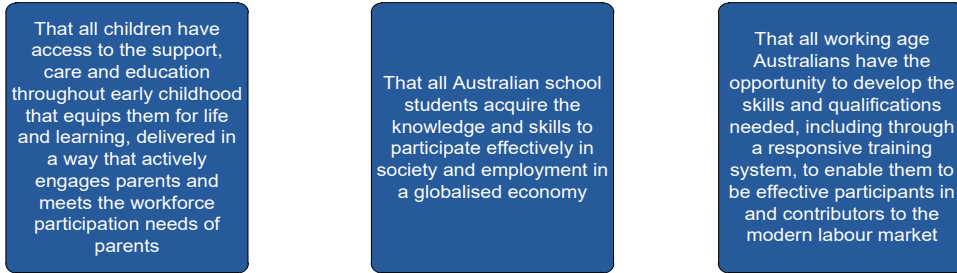 That all children have
access to the support,
care and education
throughout early childhood
that equips them for life
and learning, delivered in
a way that actively
engages parents and
meets the workforce
participation needs of
parents
That all Australian school
students acquire the
knowledge and skills to
participate effectively in
society and employment in
a globalised economy
That all working age
Australians have the
opportunity to develop the
skills and qualifications
needed, including through
a responsive training
system, to enable them to
be effective participants in
and contributors to the
modern labour market